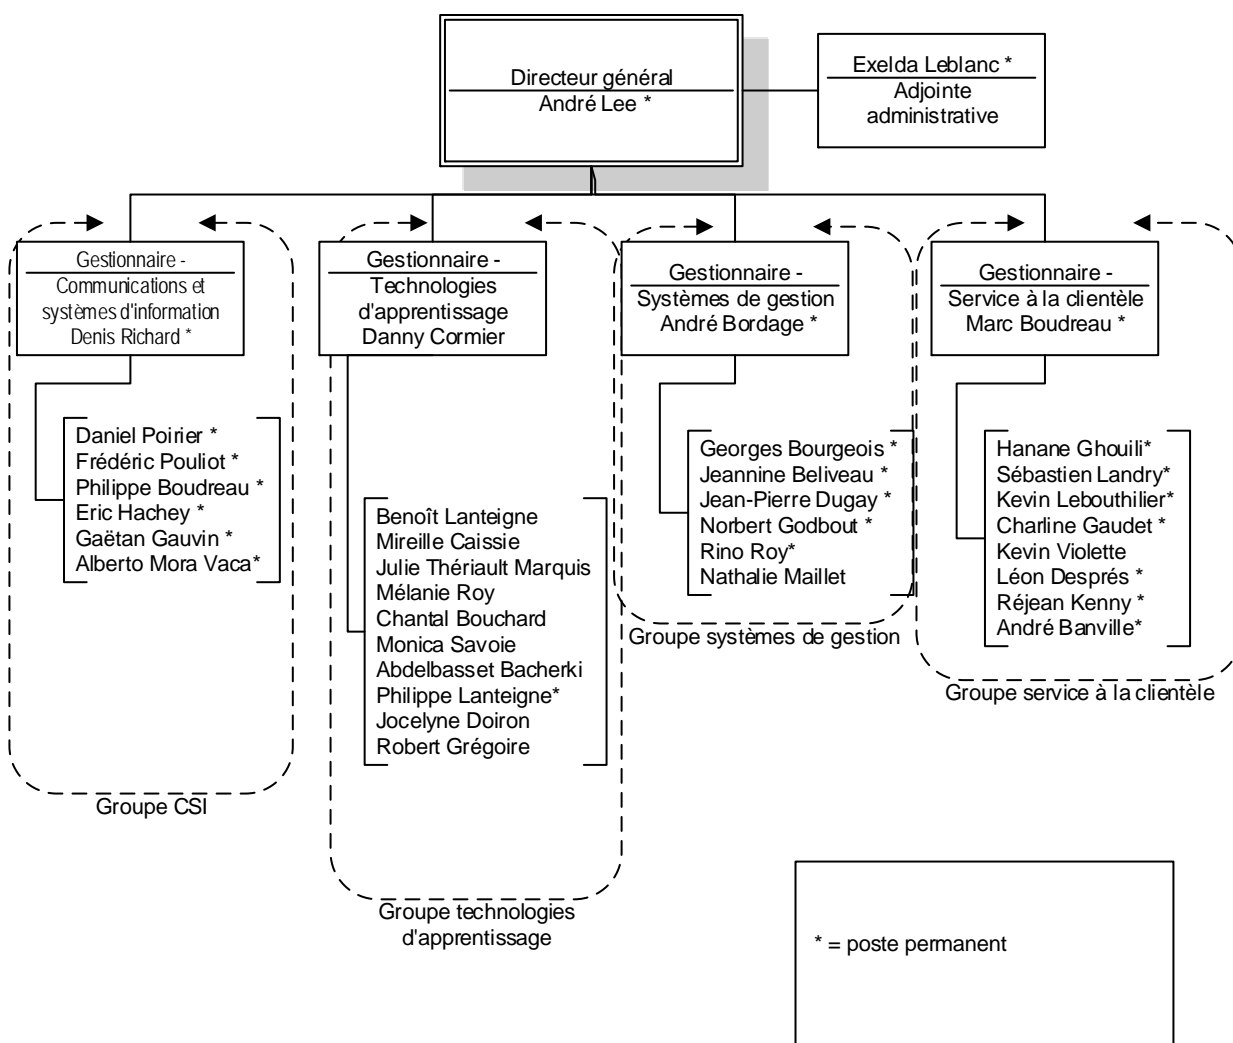 Directeur général
André Lee *
Exelda Leblanc *
Adjointe
administrative
Gestionnaire -
Communications et
systèmes d'information
Denis Richard *
Gestionnaire -
Technologies
d'apprentissage
Danny Cormier
Gestionnaire -
Systèmes de gestion
André Bordage *
Gestionnaire -
Service à la clientèle
Marc Boudreau *
Daniel Poirier *
Frédéric Pouliot *
Philippe Boudreau *
Eric Hachey *
Gaëtan Gauvin *
Alberto Mora Vaca*
Groupe CSI
Benoît Lanteigne
Mireille Caissie
Julie Thériault Marquis
Mélanie Roy
Chantal Bouchard
Monica Savoie
Abdelbasset Bacherki
Philippe Lanteigne*
Jocelyne Doiron
Robert Grégoire
Groupe technologies
d'apprentissage
Georges Bourgeois *
Jeannine Beliveau *
Jean-Pierre Dugay *
Norbert Godbout *
Rino Roy*
Nathalie Maillet
Groupe systèmes de gestion
Hanane Ghouili*
Sébastien Landry*
Kevin Lebouthilier*
Charline Gaudet *
Kevin Violette
Léon Després *
Réjean Kenny *
André Banville*
Groupe service à la clientèle
* = poste permanent